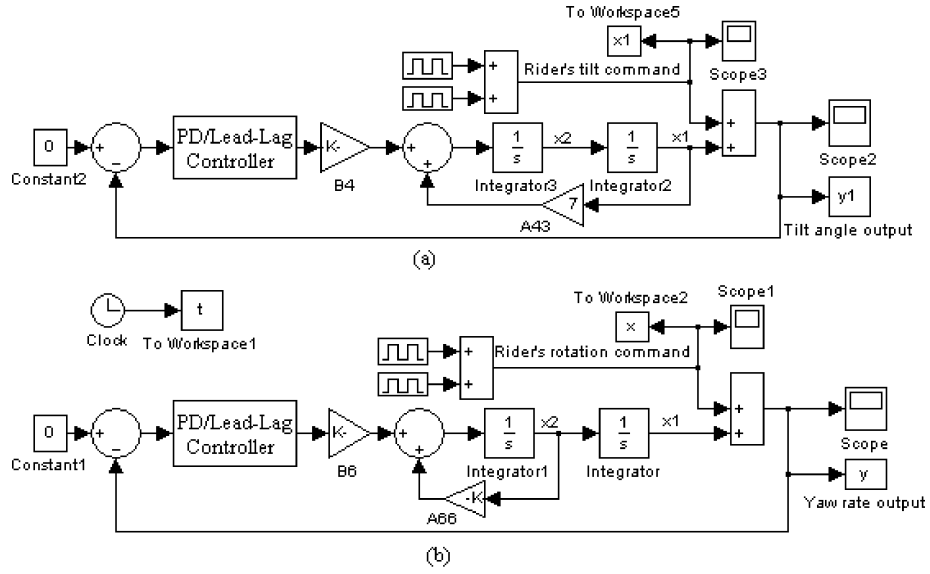 To Workspace5
x1
Scope3
+
+
Rider's tilt command
0
Constant2
+
−
PD/Lead-Lag
Controller
K-
B4
+
+
1
s
Integrator3
x2
1
s
Integrator2
x1
+
+
Scope2
7
A43
y1
Tilt angle output
(a)
Clock
t
To Workspace1
To Workspace2
x
Scope1
+
+
Rider's rotation command
0
Constant1
+
−
PD/Lead-Lag
Controller
K-
B6
+
+
1
s
Integrator1
x2
1
s
Integrator
x1
+
+
Scope
-K
A66
y
Yaw rate output
(b)